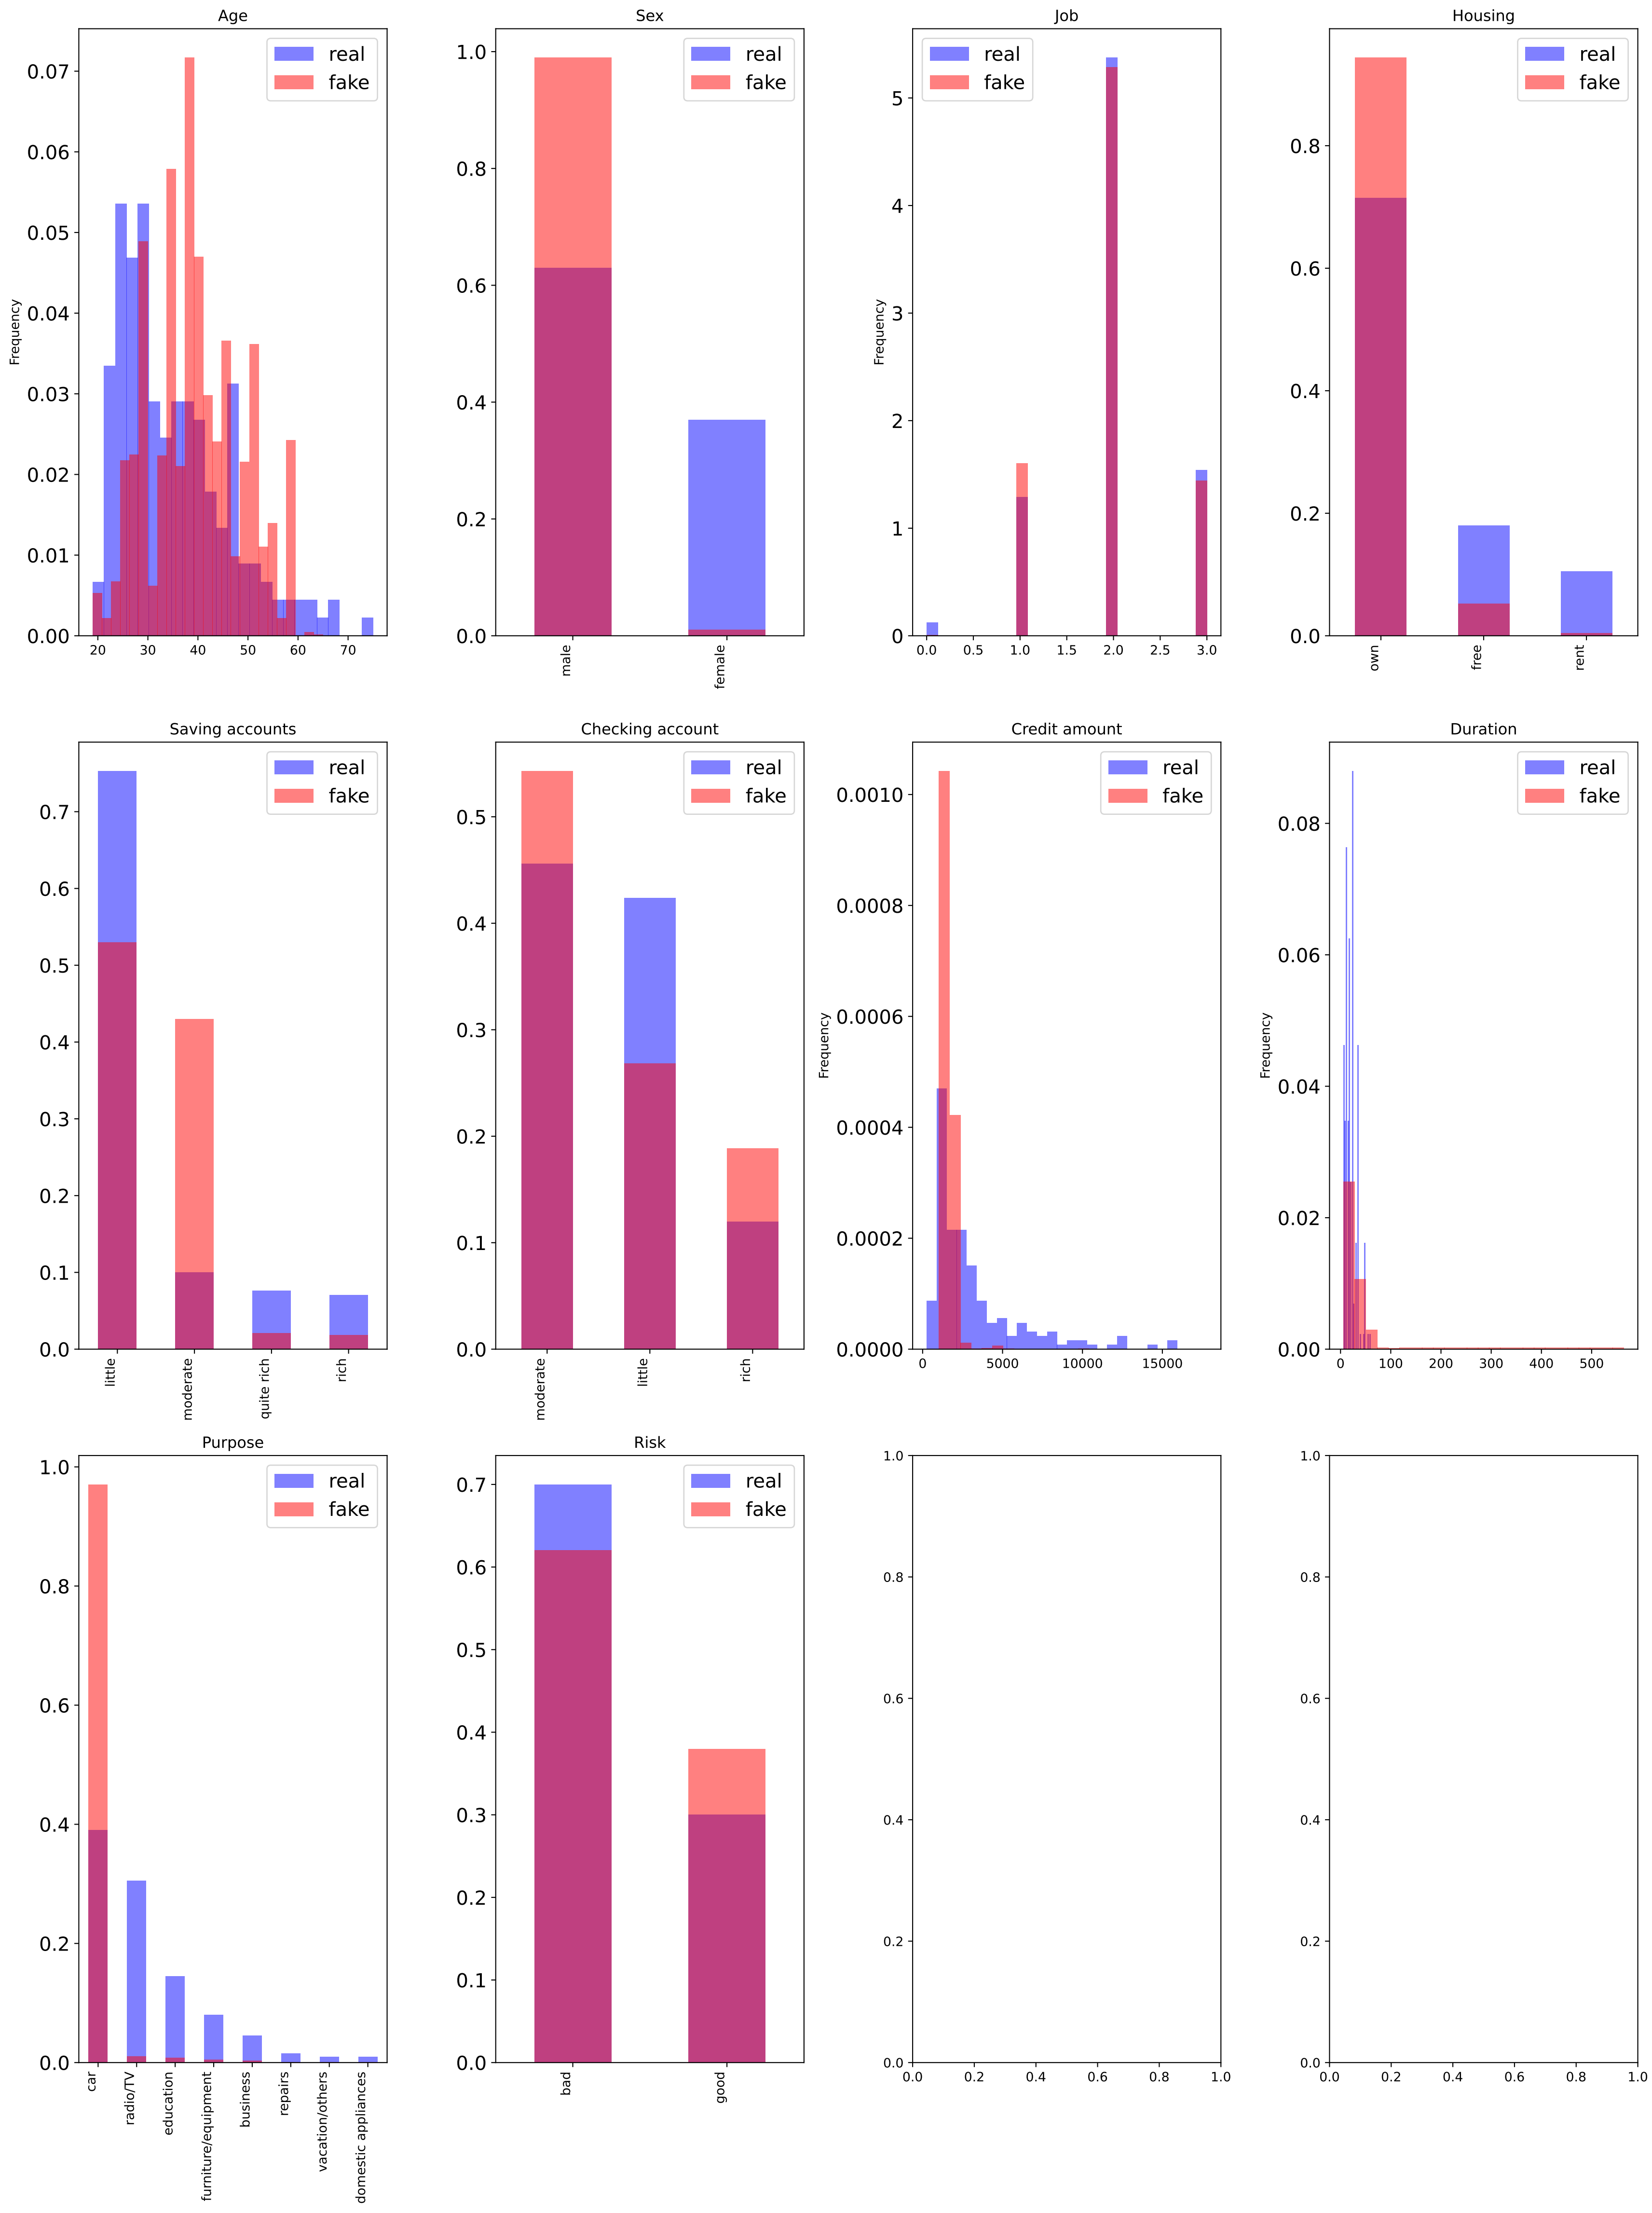 Age
real
fake
Frequency
0.07
0.06
0.05
0.04
0.03
0.02
0.01
0.00
20 30 40 50 60 70
Sex
real
fake
1.0
0.8
0.6
0.4
0.2
0.0
male
female
Job
real
fake
Frequency
5
4
3
2
1
0
0.0 0.5 1.0 1.5 2.0 2.5 3.0
Housing
real
fake
0.8
0.6
0.4
0.2
0.0
own
free
rent
Saving accounts
real
fake
0.7
0.6
0.5
0.4
0.3
0.2
0.1
0.0
little
moderate
quite rich
rich
Checking account
real
fake
0.5
0.4
0.3
0.2
0.1
0.0
moderate
little
rich
Credit amount
real
fake
Frequency
0.0010
0.0008
0.0006
0.0004
0.0002
0.0000
0 5000 10000 15000
Duration
real
fake
Frequency
0.08
0.06
0.04
0.02
0.00
0 100 200 300 400 500
Purpose
real
fake
1.0
0.8
0.6
0.4
0.2
0.0
car
radio/TV
education
furniture/equipment
business
repairs
vacation/others
domestic appliances
Risk
real
fake
0.7
0.6
0.5
0.4
0.3
0.2
0.1
0.0
bad
good
1.0
0.8
0.6
0.4
0.2
0.0
0.0 0.2 0.4 0.6 0.8 1.0
1.0
0.8
0.6
0.4
0.2
0.0
0.0 0.2 0.4 0.6 0.8 1.0